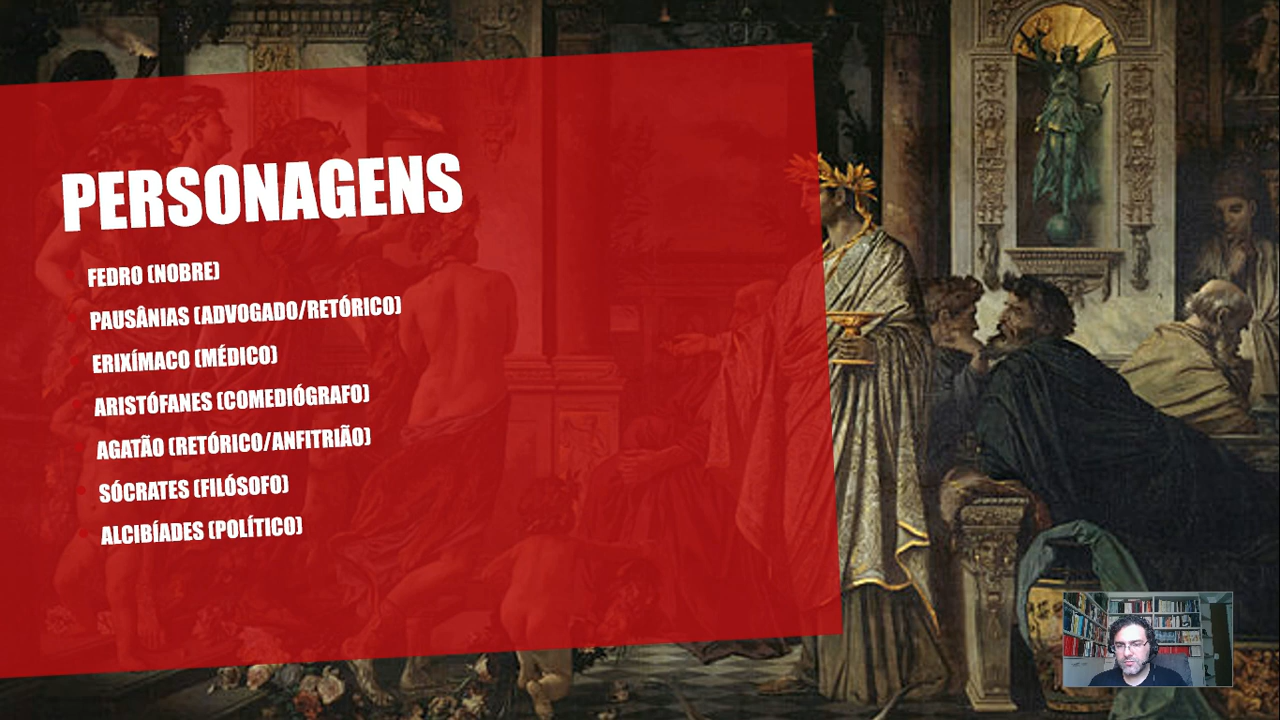 PERSONAGENS
FEDRO (NOBRE)
PAUSÂNIAS (ADVOGADO/RETÓRICO)
ERIXÍMACO (MÉDICO)
ARISTÓFANES (COMEDIÓGRAFO)
AGATÃO (RETÓRICO/ANFITRIÃO)
SÓCRATES (FILÓSOFO)
ALCIBÍADES (POLÍTICO)